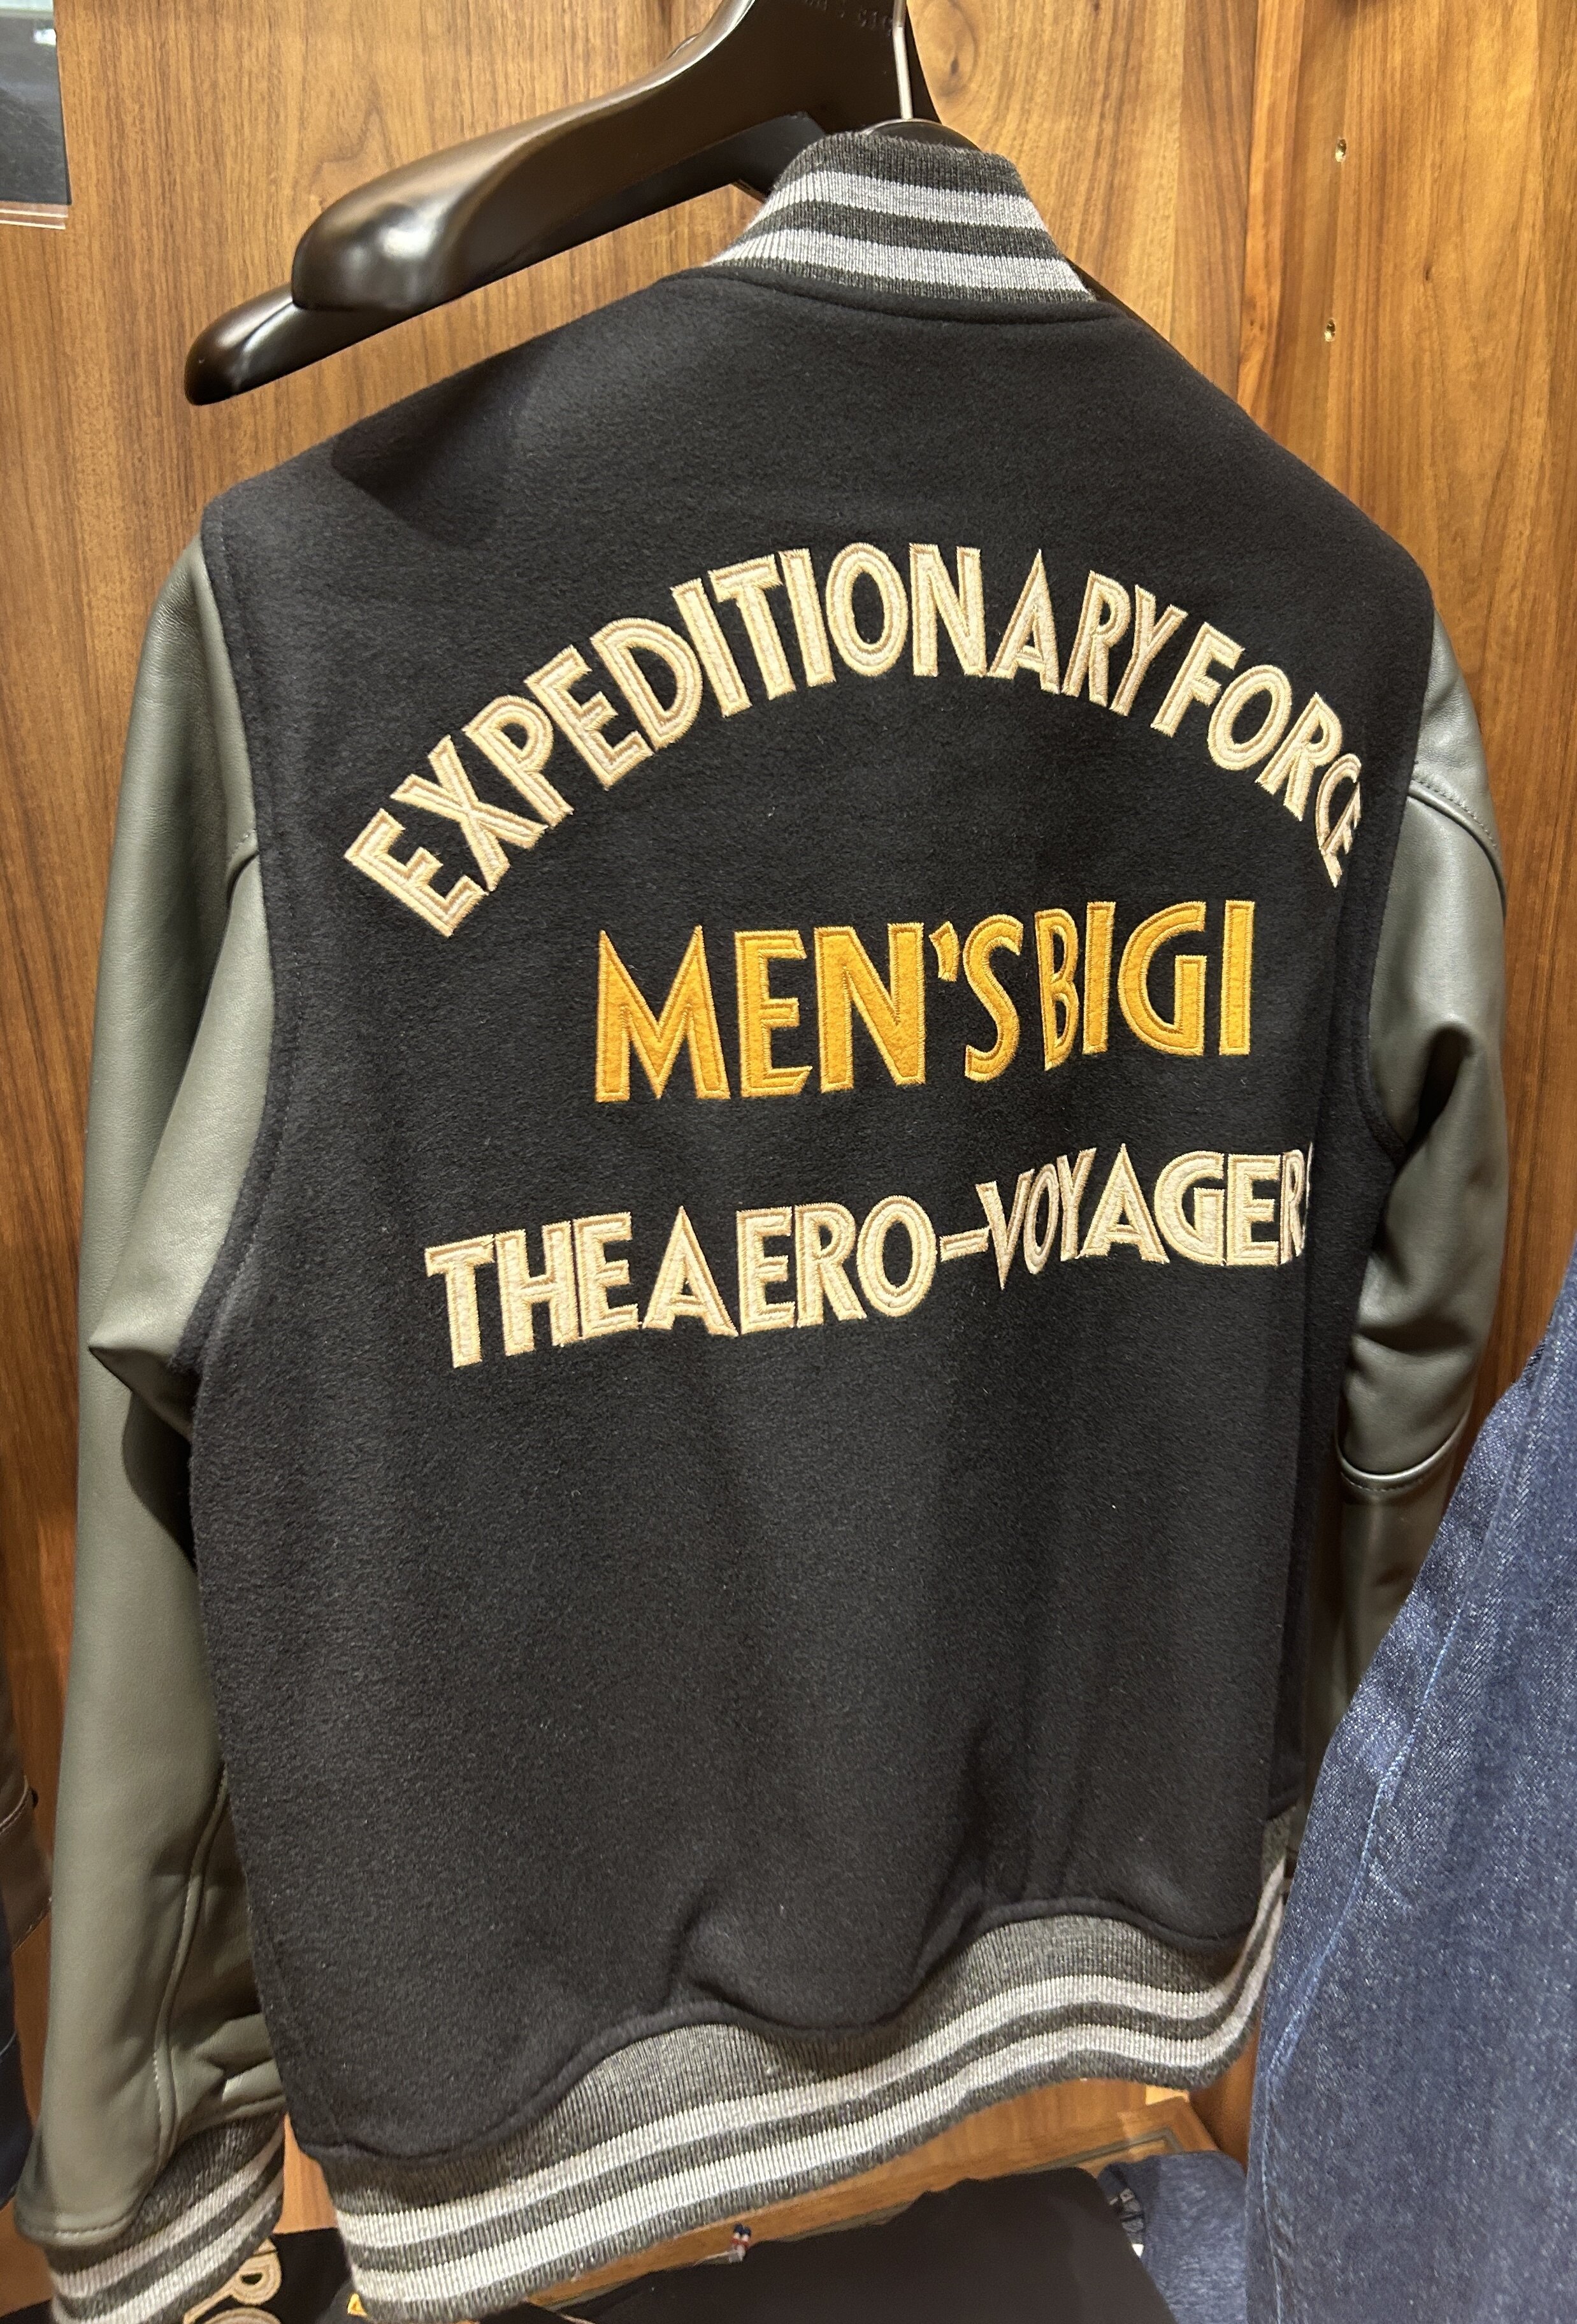 EXPEDITIONARY FORCE
MEN'S BIGI
THE AERO-VOYAGERS